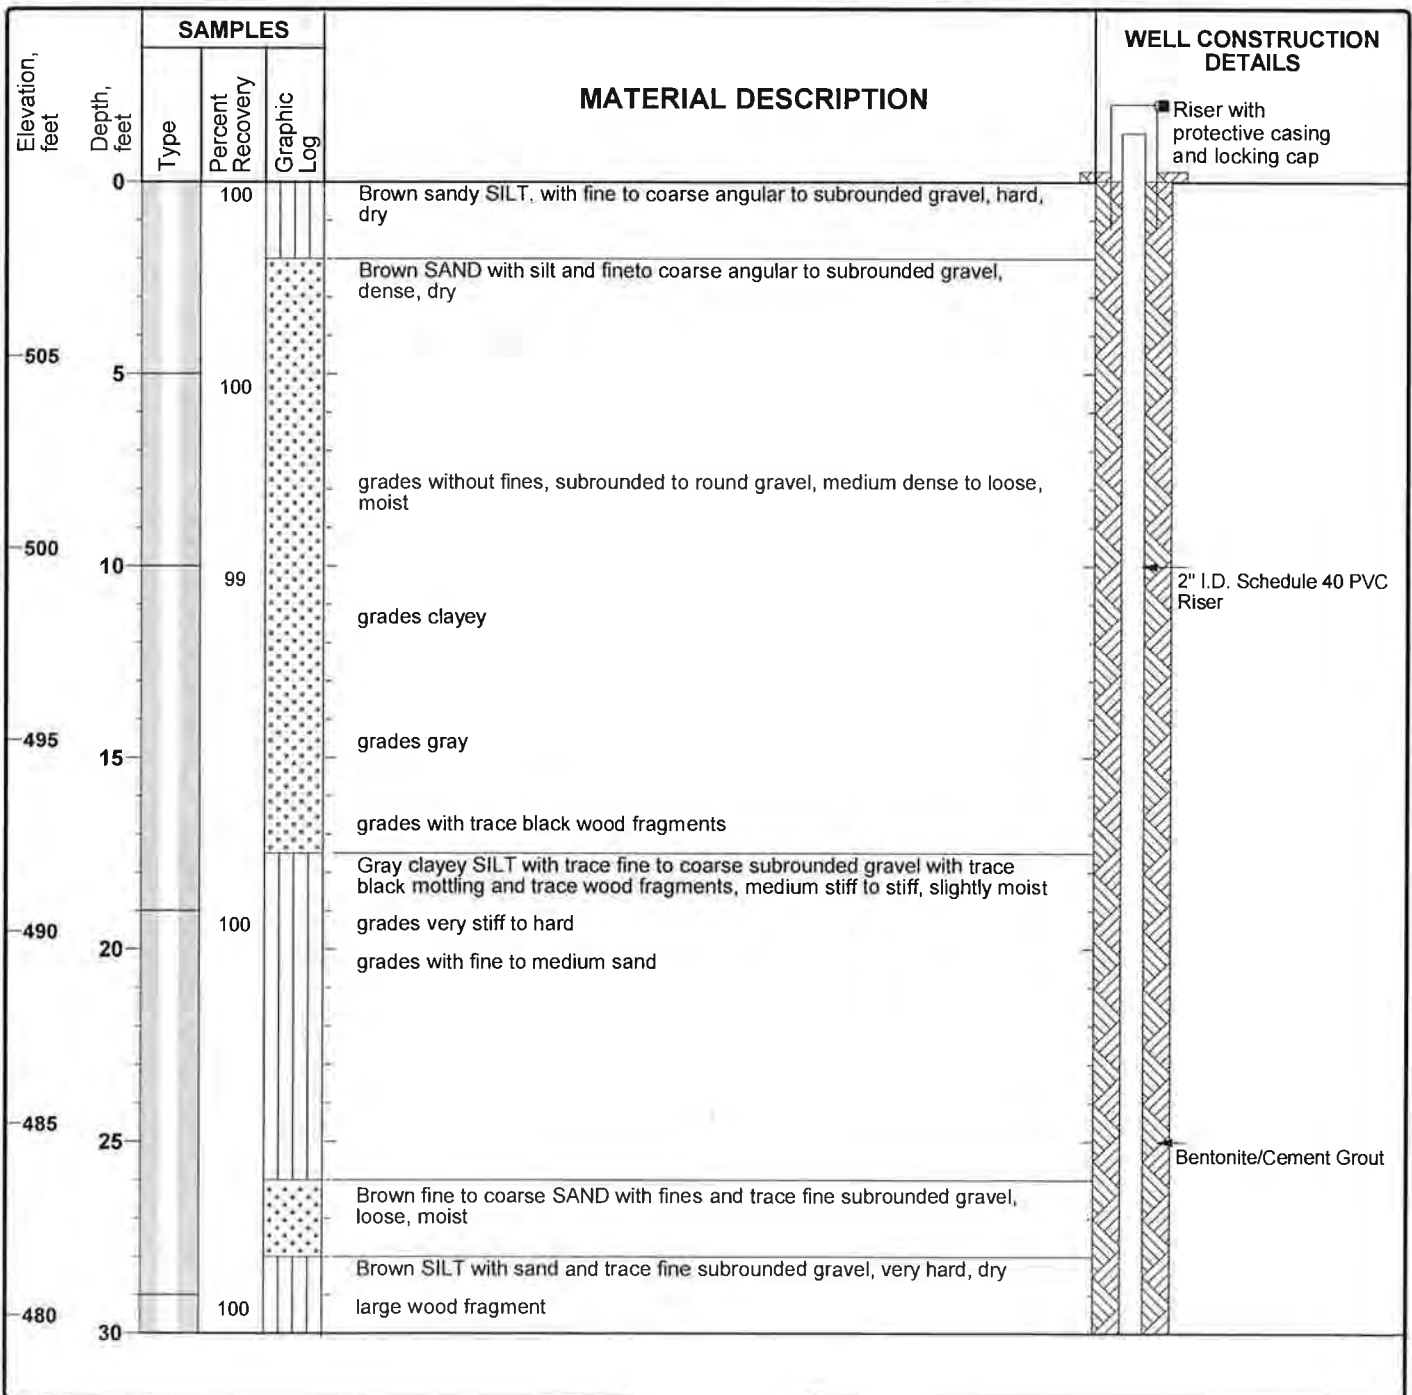 SAMPLES
Elevation,
feet
Depth,
feet
Type
Percent
Recovery
Graphic
Log
MATERIAL DESCRIPTION
WELL CONSTRUCTION
DETAILS
Riser with
protective casing
and locking cap
0
100
Brown sandy SILT, with fine to coarse angular to subrounded gravel, hard,
dry
Brown SAND with silt and fineto coarse angular to subrounded gravel,
dense, dry
505
5
100
grades without fines, subrounded to round gravel, medium dense to loose,
moist
500
10
99
2" I.D. Schedule 40 PVC
Riser
grades clayey
495
grades gray
15
grades with trace black wood fragments
Gray clayey SILT with trace fine to coarse subrounded gravel with trace
black mottling and trace wood fragments, medium stiff to stiff, slightly moist
490
100
grades very stiff to hard
20
grades with fine to medium sand
485
25
Bentonite/Cement Grout
Brown fine to coarse SAND with fines and trace fine subrounded gravel,
loose, moist
Brown SILT with sand and trace fine subrounded gravel, very hard, dry
480
100
large wood fragment
30